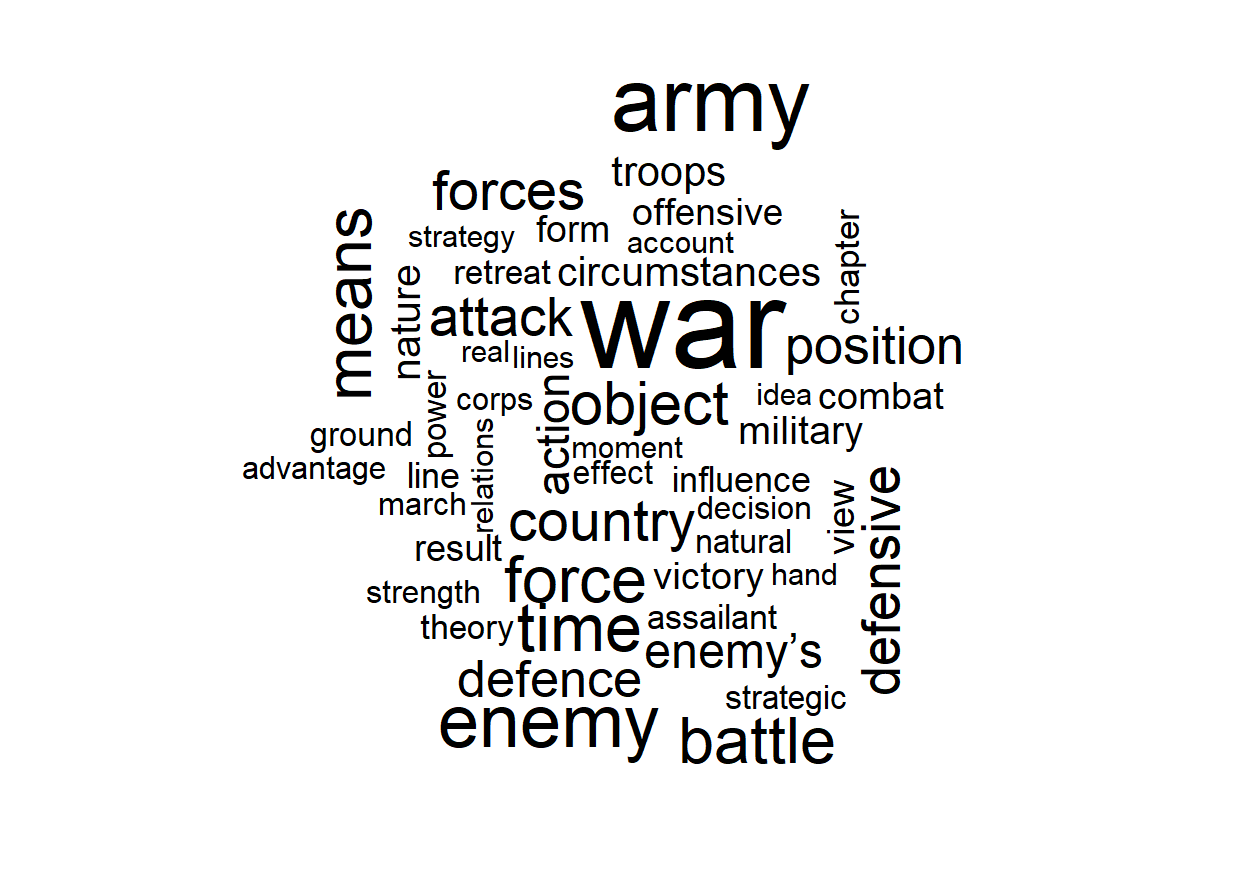 army
troops
forces
offensive
means
strategy
form
account
chapter
nature
retreat
circumstances
attack
war
position
real
lines
power
corps
action
object
idea
combat
ground
relations
moment
military
advantage
line
effect
influence
defensive
march
country
decision
view
result
natural
strength
force
victory
hand
theory
time
assailant
enemy’s
defence
strategic
enemy
battle